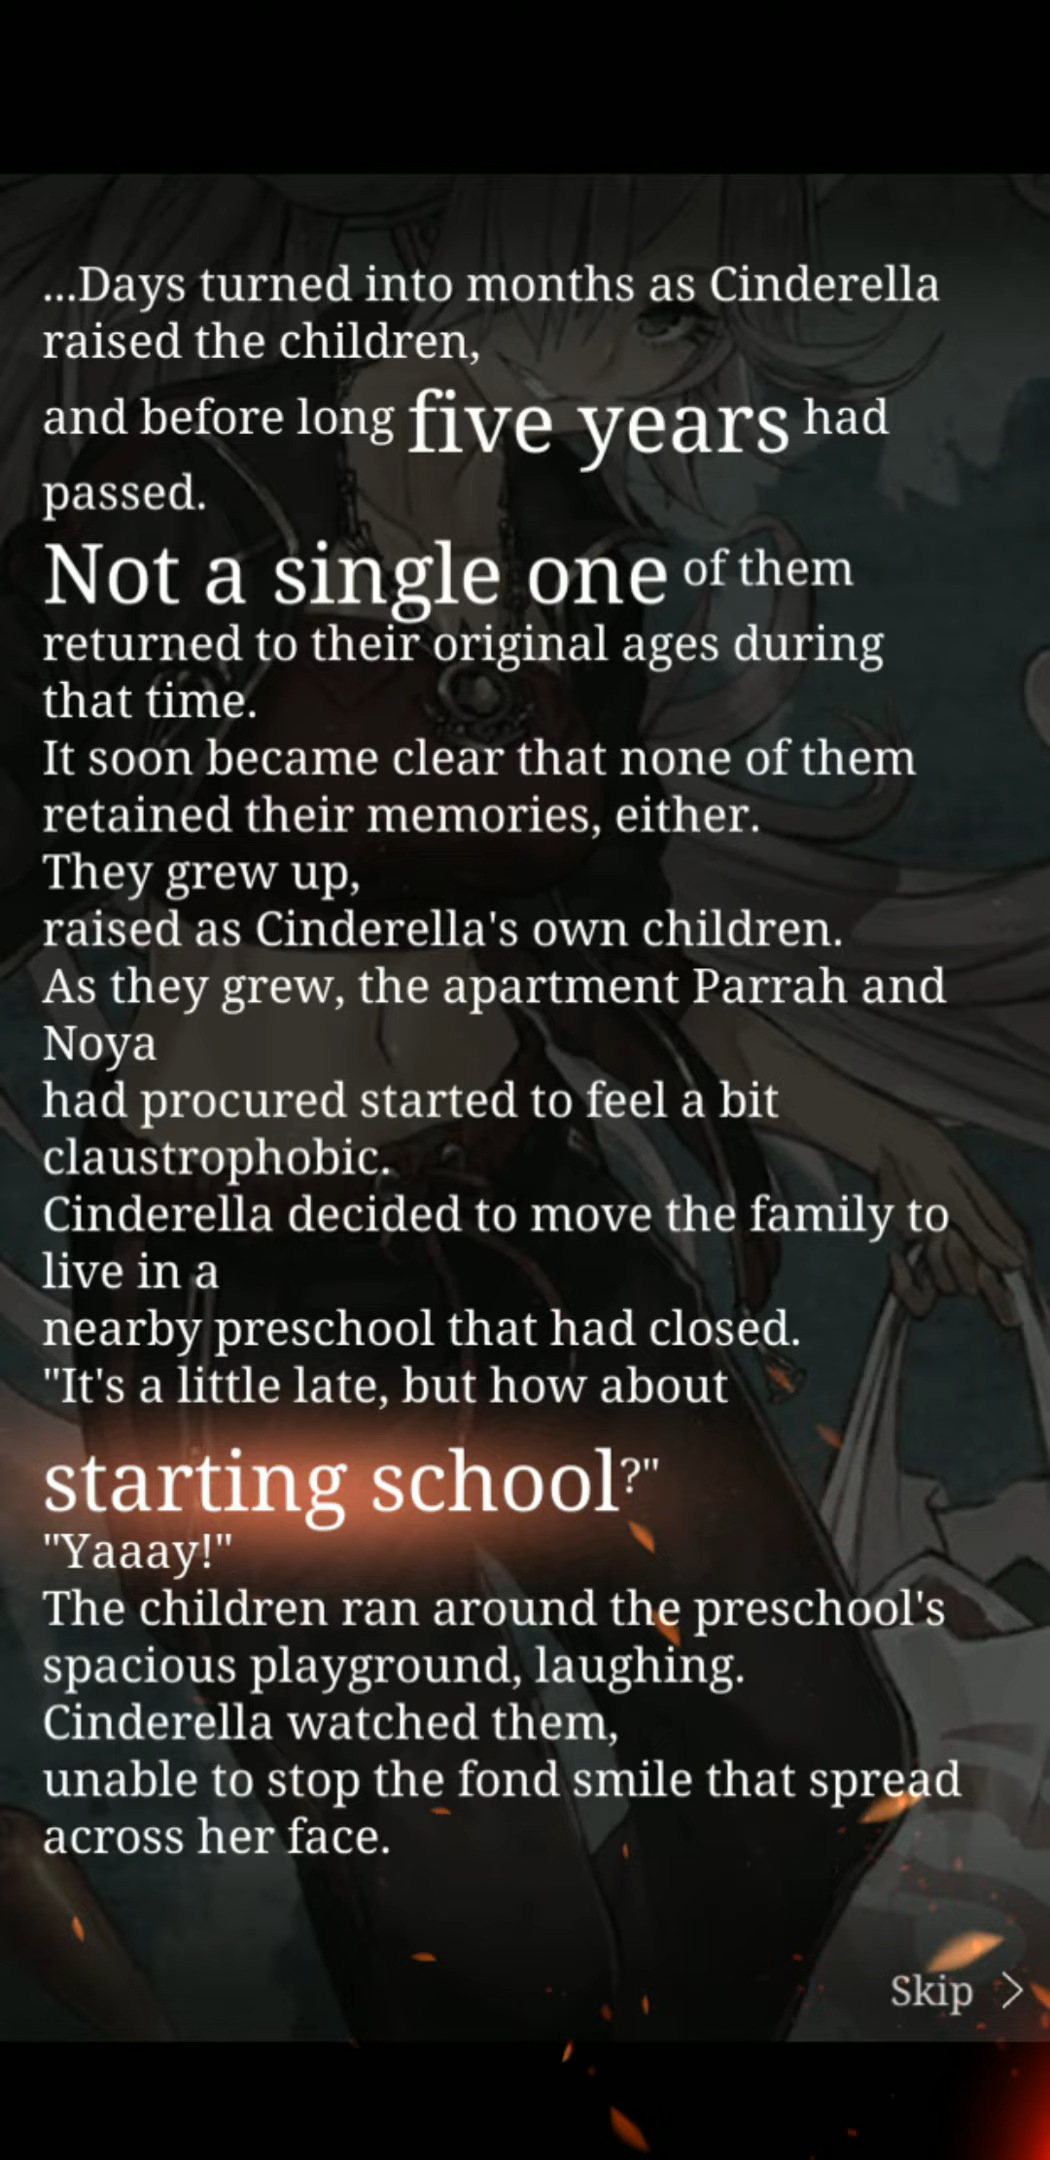 ...Days turned into months as Cinderella
raised the children,
and before long five years had
passed.
Not a single one of them
returned to their original ages during
that time.
It soon became clear that none of them
retained their memories, either.
They grew up,
raised as Cinderella's own children.
As they grew, the apartment Parrah and
Noya
had procured started to feel a bit
claustrophobic.
Cinderella decided to move the family to
live in a
nearby preschool that had closed.
"It's a little late, but how about
starting school?"
"Yaaay!"
The children ran around the preschool's
spacious playground, laughing.
Cinderella watched them,
unable to stop the fond smile that spread
across her face.
Skip >